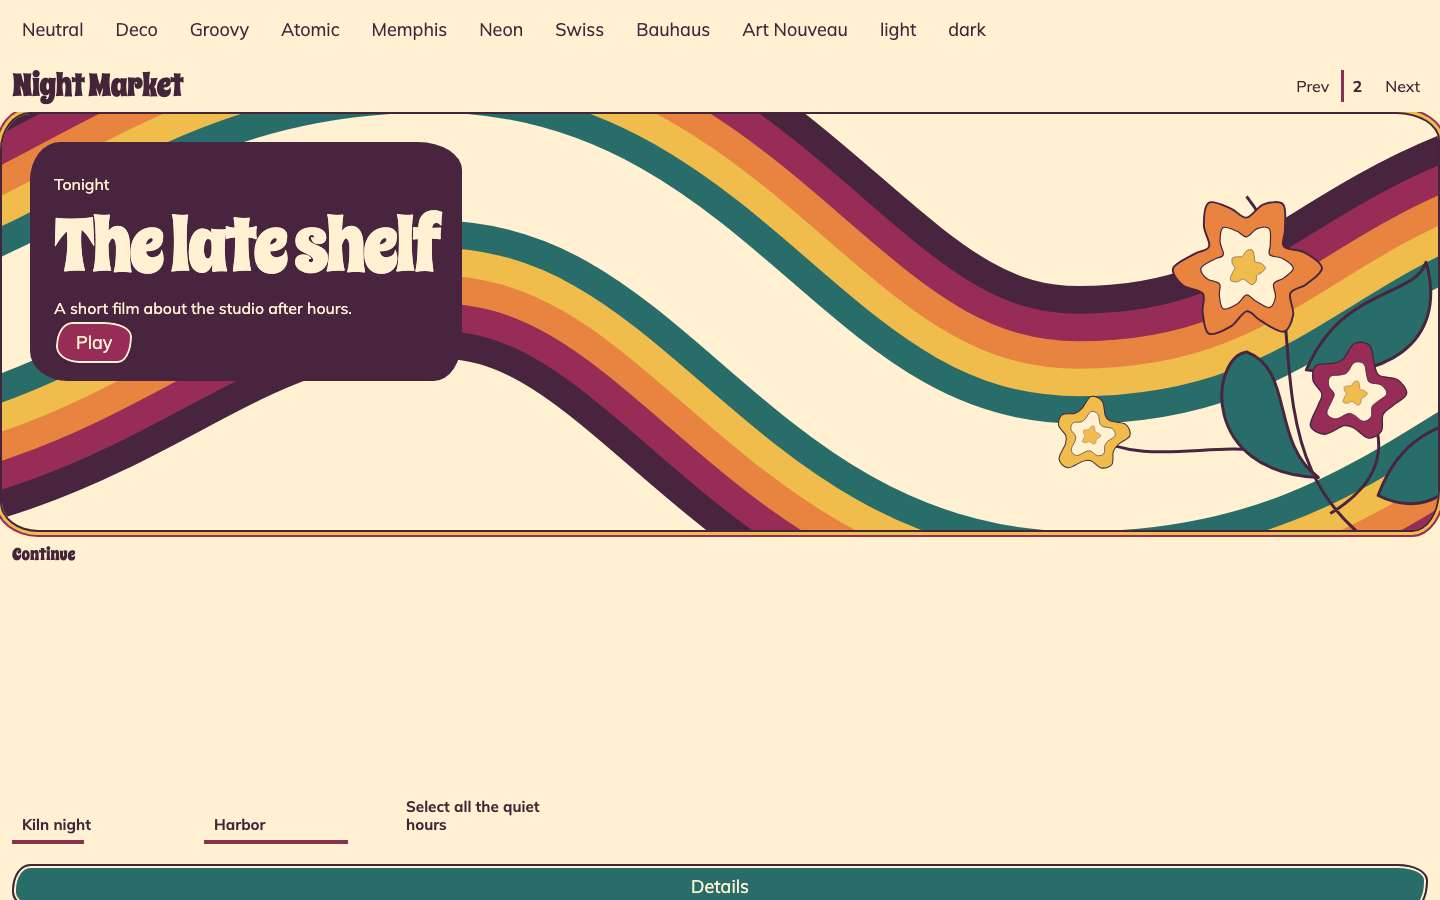 Neutral Deco Groovy Atomic Memphis Neon Swiss Bauhaus Art Nouveau light dark
Night Market
Prev 2 Next
Tonight
The late shelf
A short film about the studio after hours.
Play
Continue
Kiln night
Harbor
Select all the quiet
hours
Details